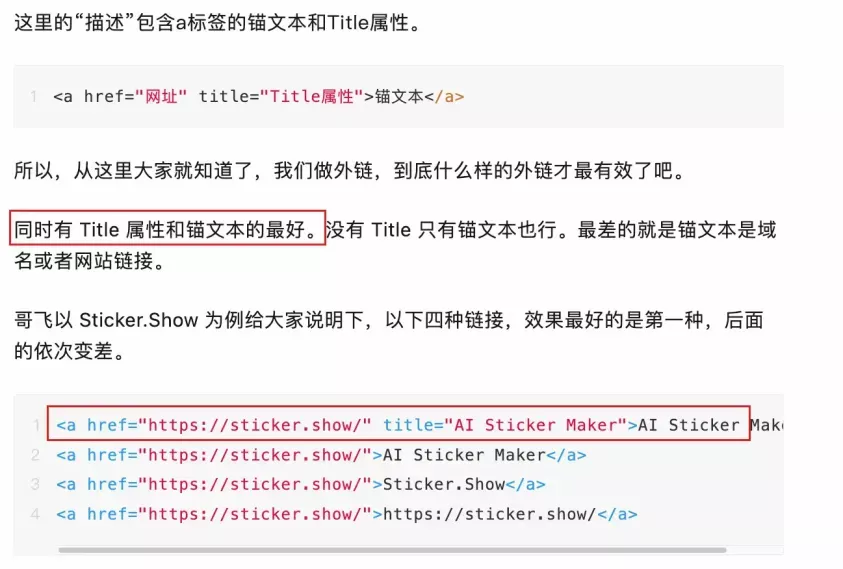 这里的“描述”包含a标签的锚文本和Title属性。
1 <a href="网址" title="Title属性">锚文本</a>
所以，从这里大家就知道了，我们做外链，到底什么样的外链才最有效了吧。
同时有 Title 属性和锚文本的最好。没有 Title 只有锚文本也行。最差的就是锚文本是域
名或者网站链接。
哥飞以 Sticker.Show 为例给大家说明下，以下四种链接，效果最好的是第一种，后面
的依次变差。
1 <a href="https://sticker.show/" title="AI Sticker Maker">AI Sticker Make
2 <a href="https://sticker.show/">AI Sticker Maker</a>
3 <a href="https://sticker.show/">Sticker.Show</a>
4 <a href="https://sticker.show/">https://sticker.show/</a>